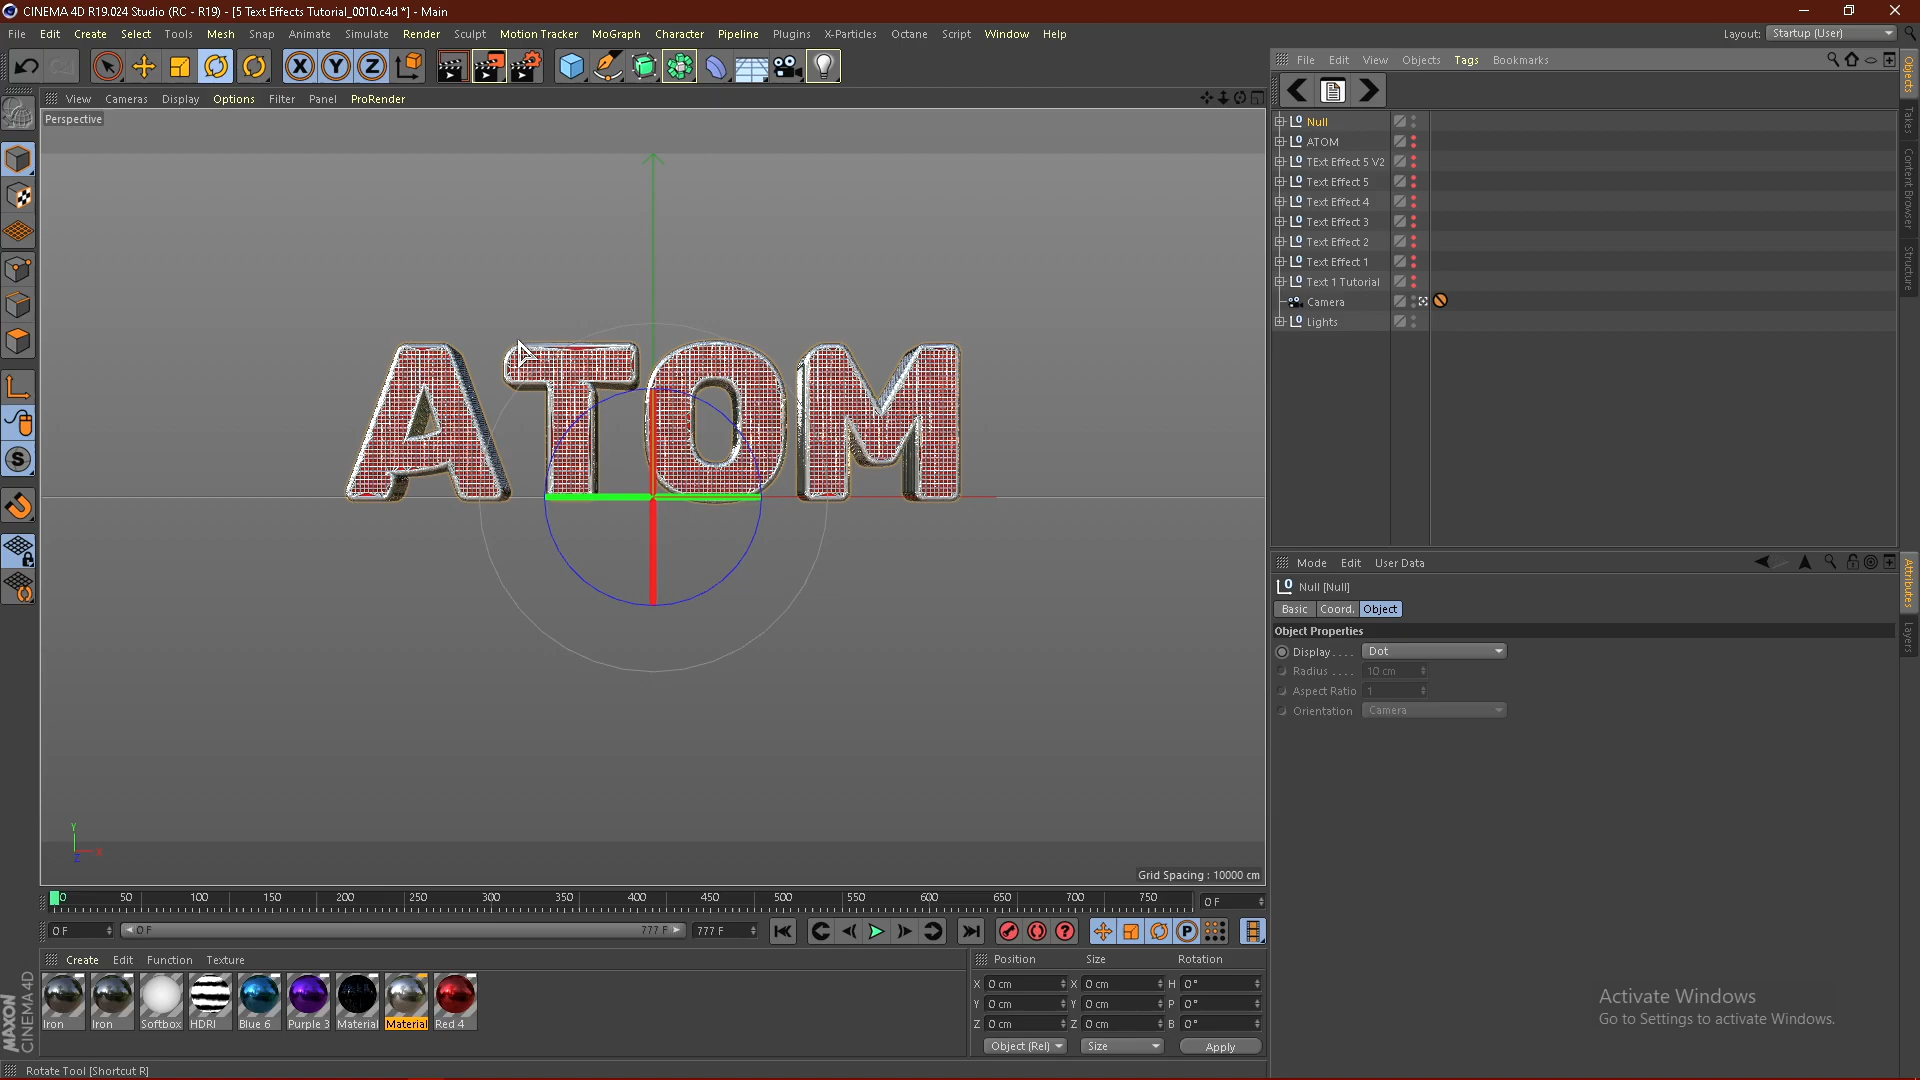 CINEMA 4D R19.024 Studio (RC - R19) - [5 Text Effects Tutorial_0010.c4d *] - Main
File Edit Create Select Tools Mesh Snap Animate Simulate Render Sculpt Motion Tracker MoGraph Character Pipeline Plugins X-Particles Octane Script Window Help
Layout: Startup (User)
X Y Z
File Edit View Objects Tags Bookmarks
View Cameras Display Options Filter Panel ProRender
Perspective
ATOM
Y
X
Z
Grid Spacing : 10000 cm
Null
ATOM
TExt Effect 5 V2
Text Effect 5
Text Effect 4
Text Effect 3
Text Effect 2
Text Effect 1
Text 1 Tutorial
Camera
Lights
Objects
Takes
Content Browser
Structure
Mode Edit User Data
Null [Null]
Basic Coord. Object
Object Properties
Display . . . . Dot
Radius . . . . 10 cm
Aspect Ratio 1
Orientation Camera
Attributes
Layers
0 50 100 150 200 250 300 350 400 450 500 550 600 650 700 750 0 F
0 F 0 F 777 F 777 F
P
Create Edit Function Texture
Iron Iron Softbox HDRI Blue 6 Purple 3 Material Material Red 4
Position Size Rotation
X 0 cm X 0 cm H 0°
Y 0 cm Y 0 cm P 0°
Z 0 cm Z 0 cm B 0°
Object (Rel) Size Apply
MAXON
CINEMA 4D
Activate Windows
Go to Settings to activate Windows.
Rotate Tool [Shortcut R]